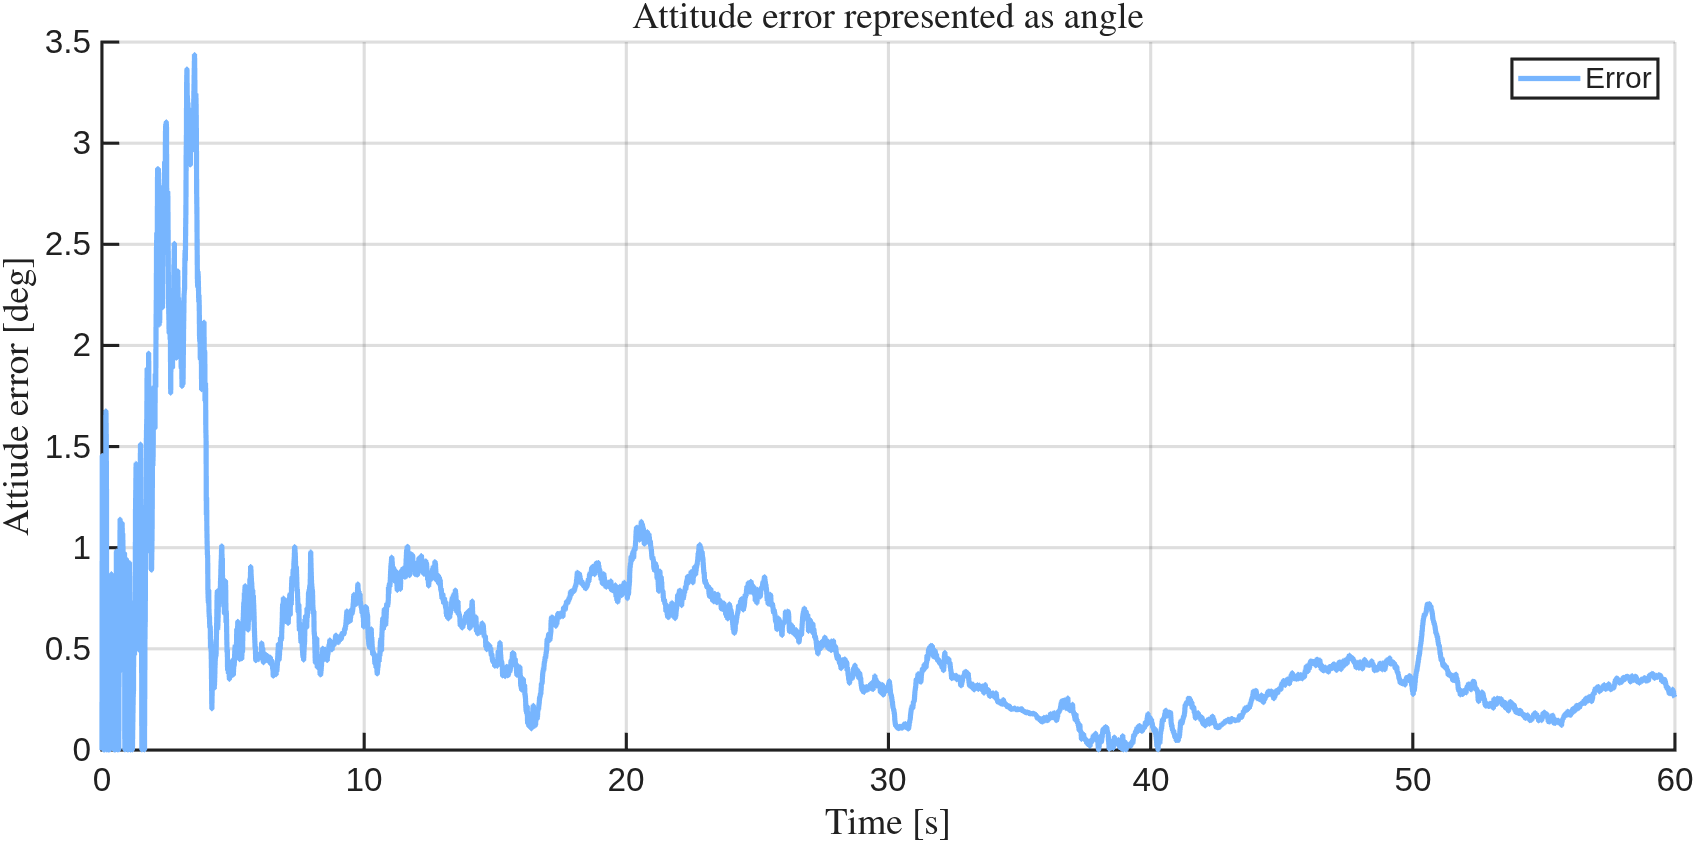 Attitude error represented as angle
Error
Attiude error [deg]
3.5
3
2.5
2
1.5
1
0.5
0
0 10 20 30 40 50 60
Time [s]